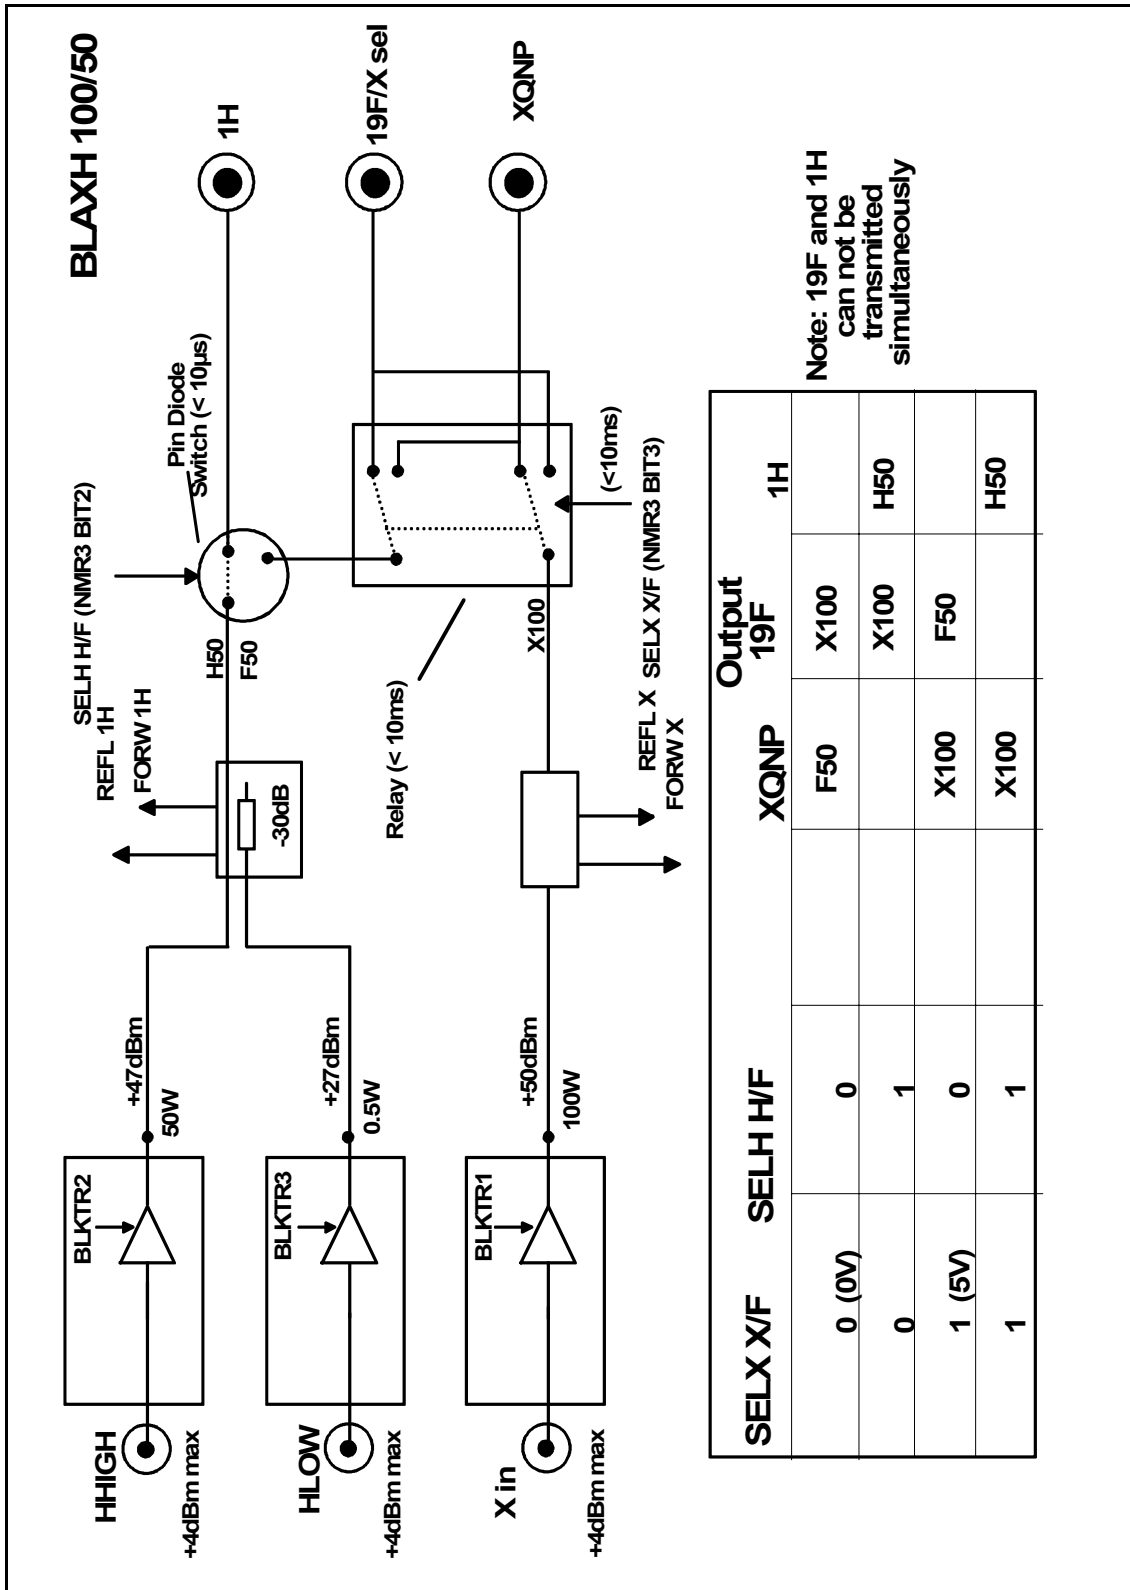 BLAXH 100/50
HHIGH
+4dBm max
BLKTR2
+47dBm
50W
HLOW
+4dBm max
BLKTR3
+27dBm
0.5W
X in
+4dBm max
BLKTR1
+50dBm
100W
REFL 1H
FORW 1H
-30dB
SELH H/F (NMR3 BIT2)
H50
F50
Pin Diode
Switch (< 10µs)
1H
19F/X sel
XQNP
Relay (< 10ms)
X100
(<10ms)
REFL X SELX X/F (NMR3 BIT3)
FORW X
Output
SELX X/F SELH H/F XQNP 19F 1H
0 (0V) 0 F50 X100
0 1 X100 H50
1 (5V) 0 X100 F50
1 1 X100 H50
Note: 19F and 1H
can not be
transmitted
simultaneously